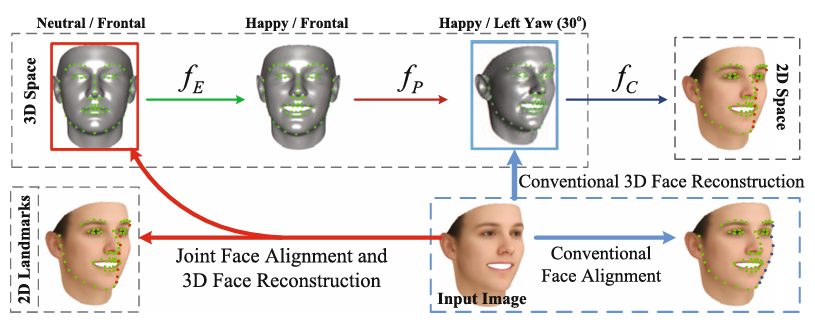 Neutral / Frontal
Happy / Frontal
Happy / Left Yaw (30⁰)
3D Space
f_E
f_P
f_C
2D Space
Conventional 3D Face Reconstruction
2D Landmarks
Joint Face Alignment and
3D Face Reconstruction
Conventional
Face Alignment
Input Image